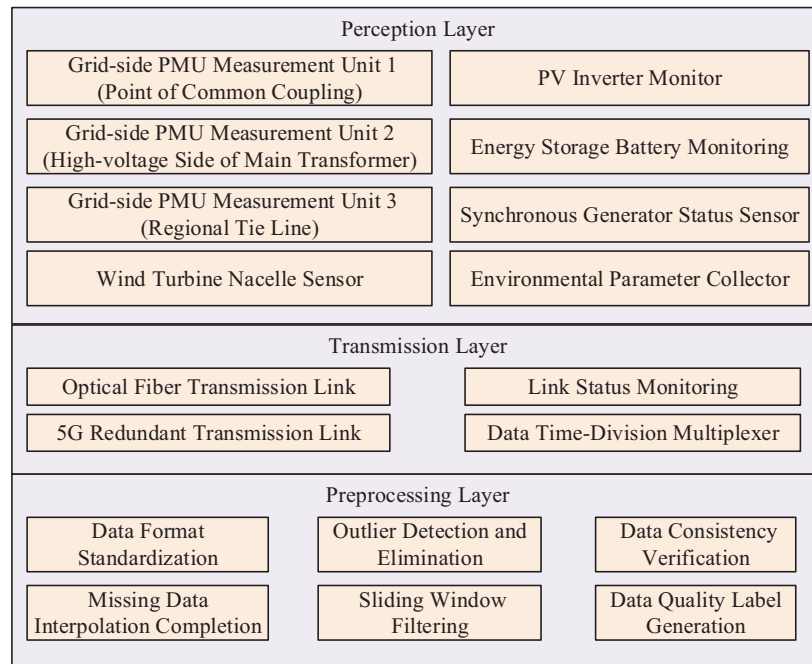 Perception Layer
Grid-side PMU Measurement Unit 1
(Point of Common Coupling)
PV Inverter Monitor
Grid-side PMU Measurement Unit 2
(High-voltage Side of Main Transformer)
Energy Storage Battery Monitoring
Grid-side PMU Measurement Unit 3
(Regional Tie Line)
Synchronous Generator Status Sensor
Wind Turbine Nacelle Sensor
Environmental Parameter Collector
Transmission Layer
Optical Fiber Transmission Link
Link Status Monitoring
5G Redundant Transmission Link
Data Time-Division Multiplexer
Preprocessing Layer
Data Format
Standardization
Outlier Detection and
Elimination
Data Consistency
Verification
Missing Data
Interpolation Completion
Sliding Window
Filtering
Data Quality Label
Generation